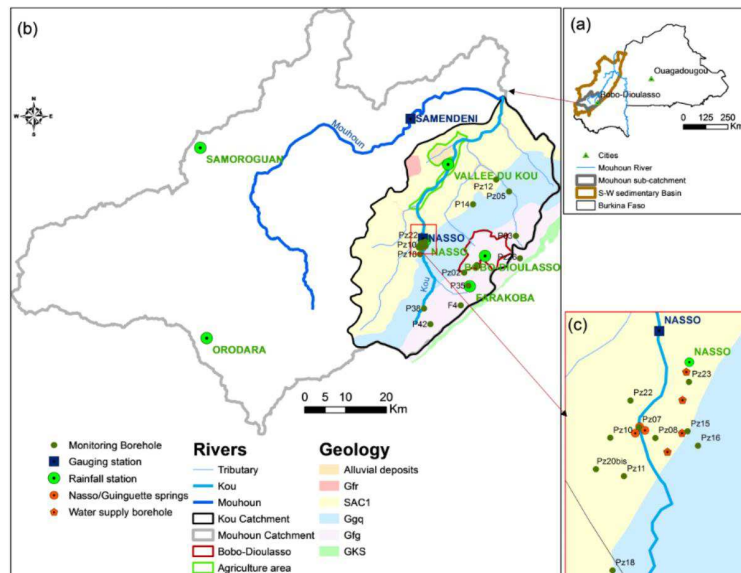 (b)
N
W
E
S
SAMENDENI
Mouhoun
SAMOROGUAN
VALLEE DU KOU
Pz12
Pz05
P14
Pz22
NASSO
Pz10
NASSO
Pz18
BOBO-DIOULASSO
Pz02
Kou
P35
FARAKOBA
P38
F4
P42
ORODARA
0 10 20
Km
Monitoring Borehole
Gauging station
Rainfall station
Nasso/Guinguette springs
Water supply borehole
Rivers
Tributary
Kou
Mouhoun
Kou Catchment
Mouhoun Catchment
Bobo-Dioulasso
Agriculture area
Geology
Alluvial deposits
Gfr
SAC1
Ggq
Gfg
GKS
(a)
Ouagadougou
Bobo-Dioulasso
0 125 250
Km
Cities
Mouhoun River
Mouhoun sub-catchment
S-W sedimentary Basin
Burkina Faso
(c)
NASSO
NASSO
Pz23
Pz22
Pz07
Pz10
Pz08
Pz15
Pz16
Pz20bis
Pz11
Pz18